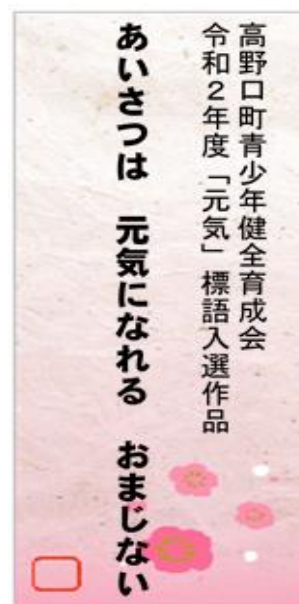 高野口町青少年健全育成会
令和２年度「元気」標語入選作品
あいさつは　元気になれる　おまじない